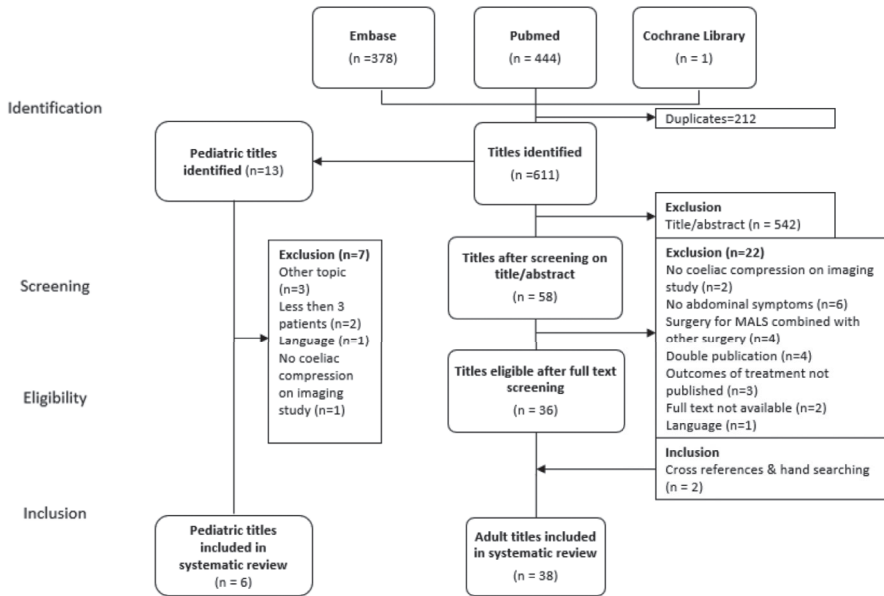 Embase
(n =378)
Pubmed
(n = 444)
Cochrane Library
(n = 1)
Identification
Duplicates=212
Pediatric titles
identified (n=13)
Titles identified
(n =611)
Exclusion
Title/abstract (n = 542)
Screening
Exclusion (n=7)
Other topic
(n=3)
Less then 3
patients (n=2)
Language (n=1)
No coeliac
compression
on imaging
study (n=1)
Titles after screening on
title/abstract
(n = 58)
Exclusion (n=22)
No coeliac compression on imaging
study (n=2)
No abdominal symptoms (n=6)
Surgery for MALS combined with
other surgery (n=4)
Double publication (n=4)
Outcomes of treatment not
published (n=3)
Full text not available (n=2)
Language (n=1)
Eligibility
Titles eligible after full text
screening
(n = 36)
Inclusion
Cross references & hand searching
(n = 2)
Inclusion
Pediatric titles
included in
systematic review
(n = 6)
Adult titles included
in systematic review
(n = 38)